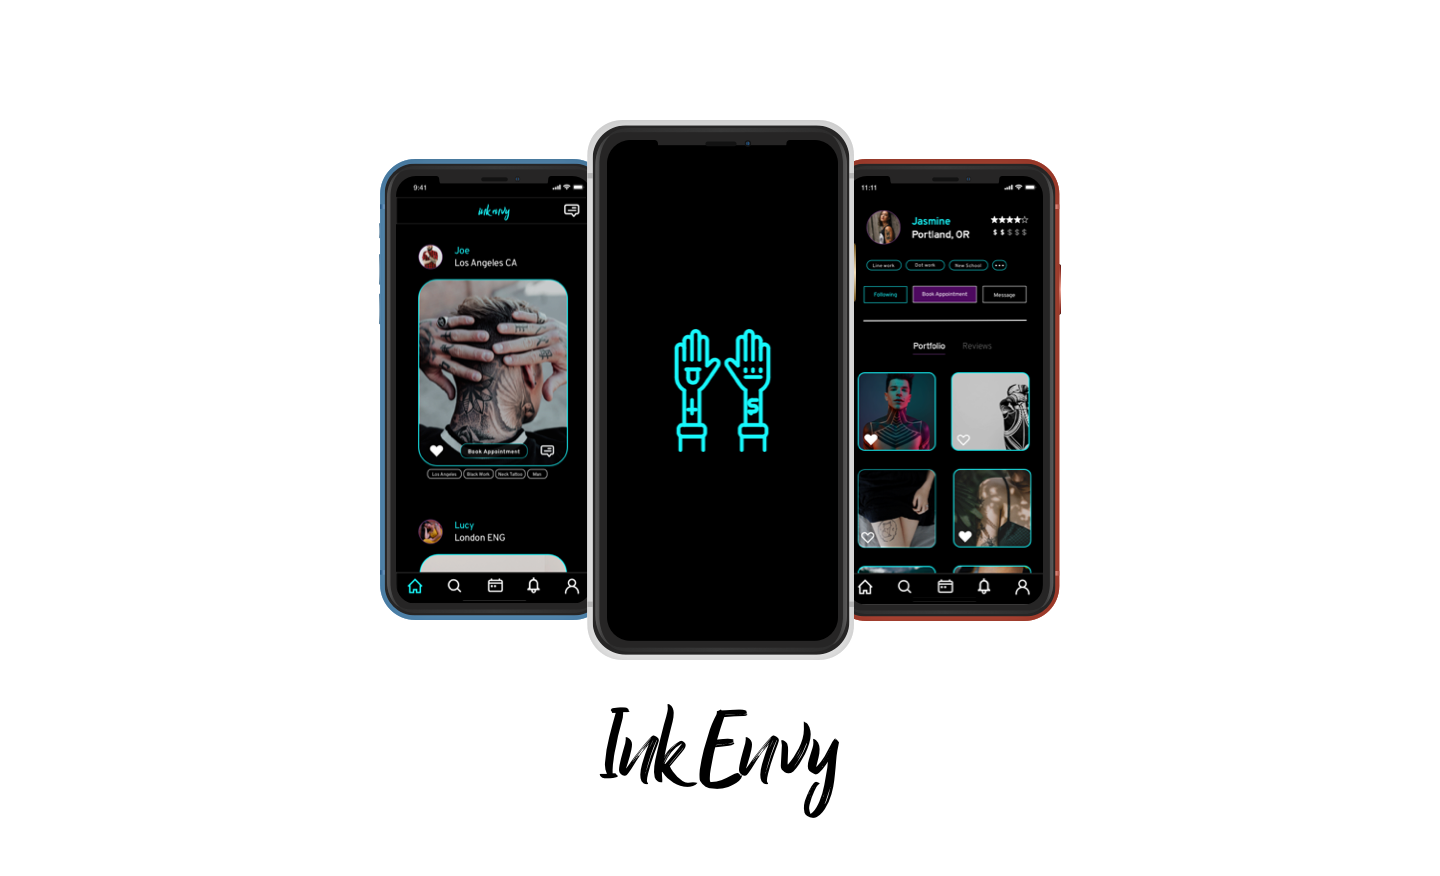 9:41
ink envy
Joe
Los Angeles CA
Book Appointment
Los Angeles
Black Work
Neck Tattoo
Man
Lucy
London ENG
S
11:11
Jasmine
Portland, OR
$ $ $ $ $
Line work
Dot work
New School
Following
Book Appointment
Message
Portfolio
Reviews
Ink Envy